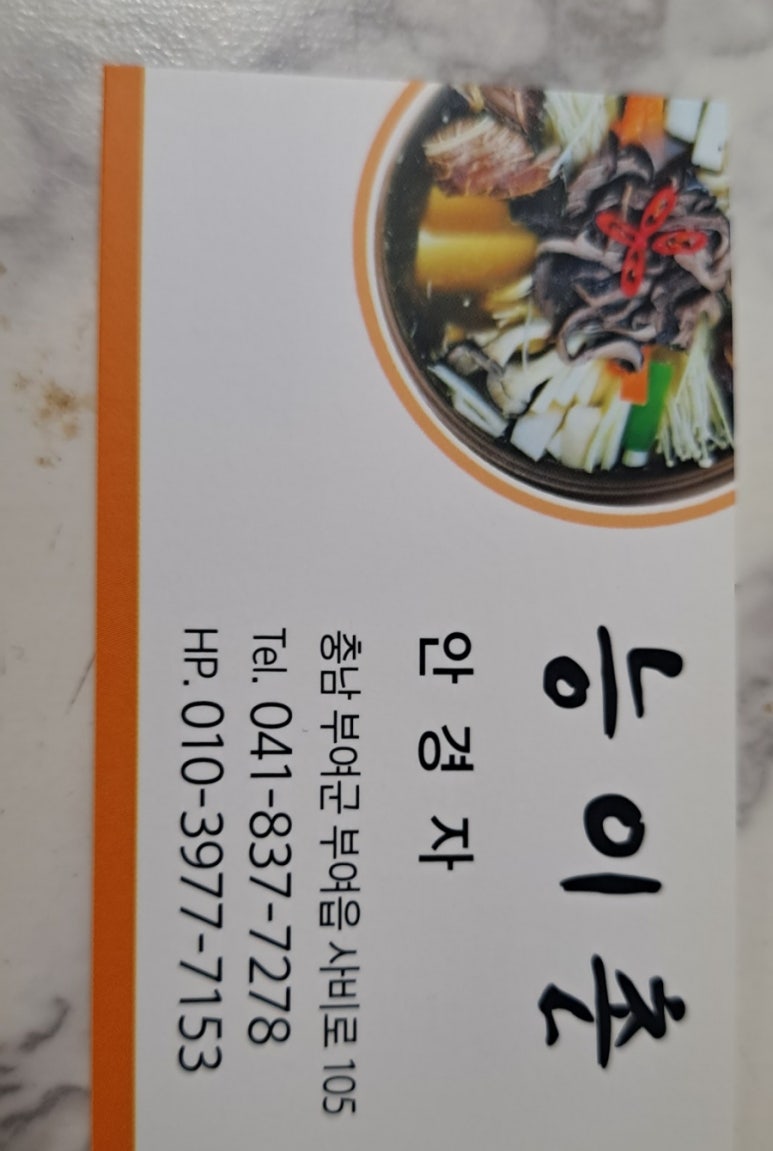 능이촌
안경자
충남 부여군 부여읍 사비로 105
Tel. 041-837-7278
HP. 010-3977-7153